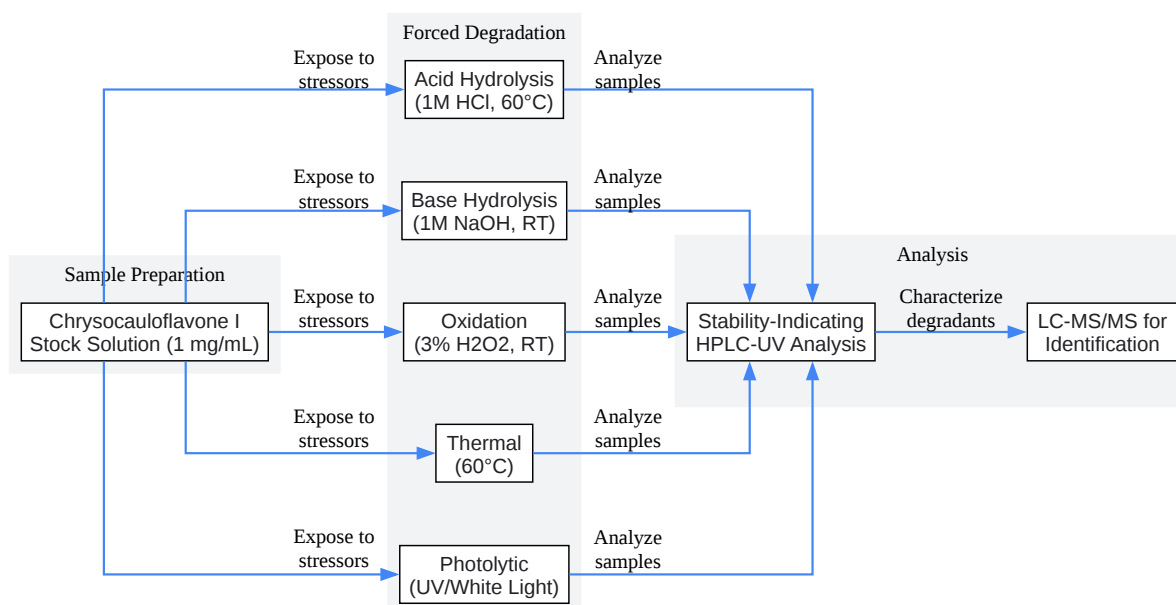 Forced Degradation
Expose to
stressors
Acid Hydrolysis
(1M HCl, 60°C)
Analyze
samples
Expose to
stressors
Base Hydrolysis
(1M NaOH, RT)
Analyze
samples
Sample Preparation
Chrysocauloflavone I
Stock Solution (1 mg/mL)
Expose to
stressors
Oxidation
(3% H2O2, RT)
Analyze
samples
Analysis
Stability-Indicating
HPLC-UV Analysis
Characterize
degradants
LC-MS/MS for
Identification
Expose to
stressors
Thermal
(60°C)
Analyze
samples
Expose to
stressors
Photolytic
(UV/White Light)
Analyze
samples